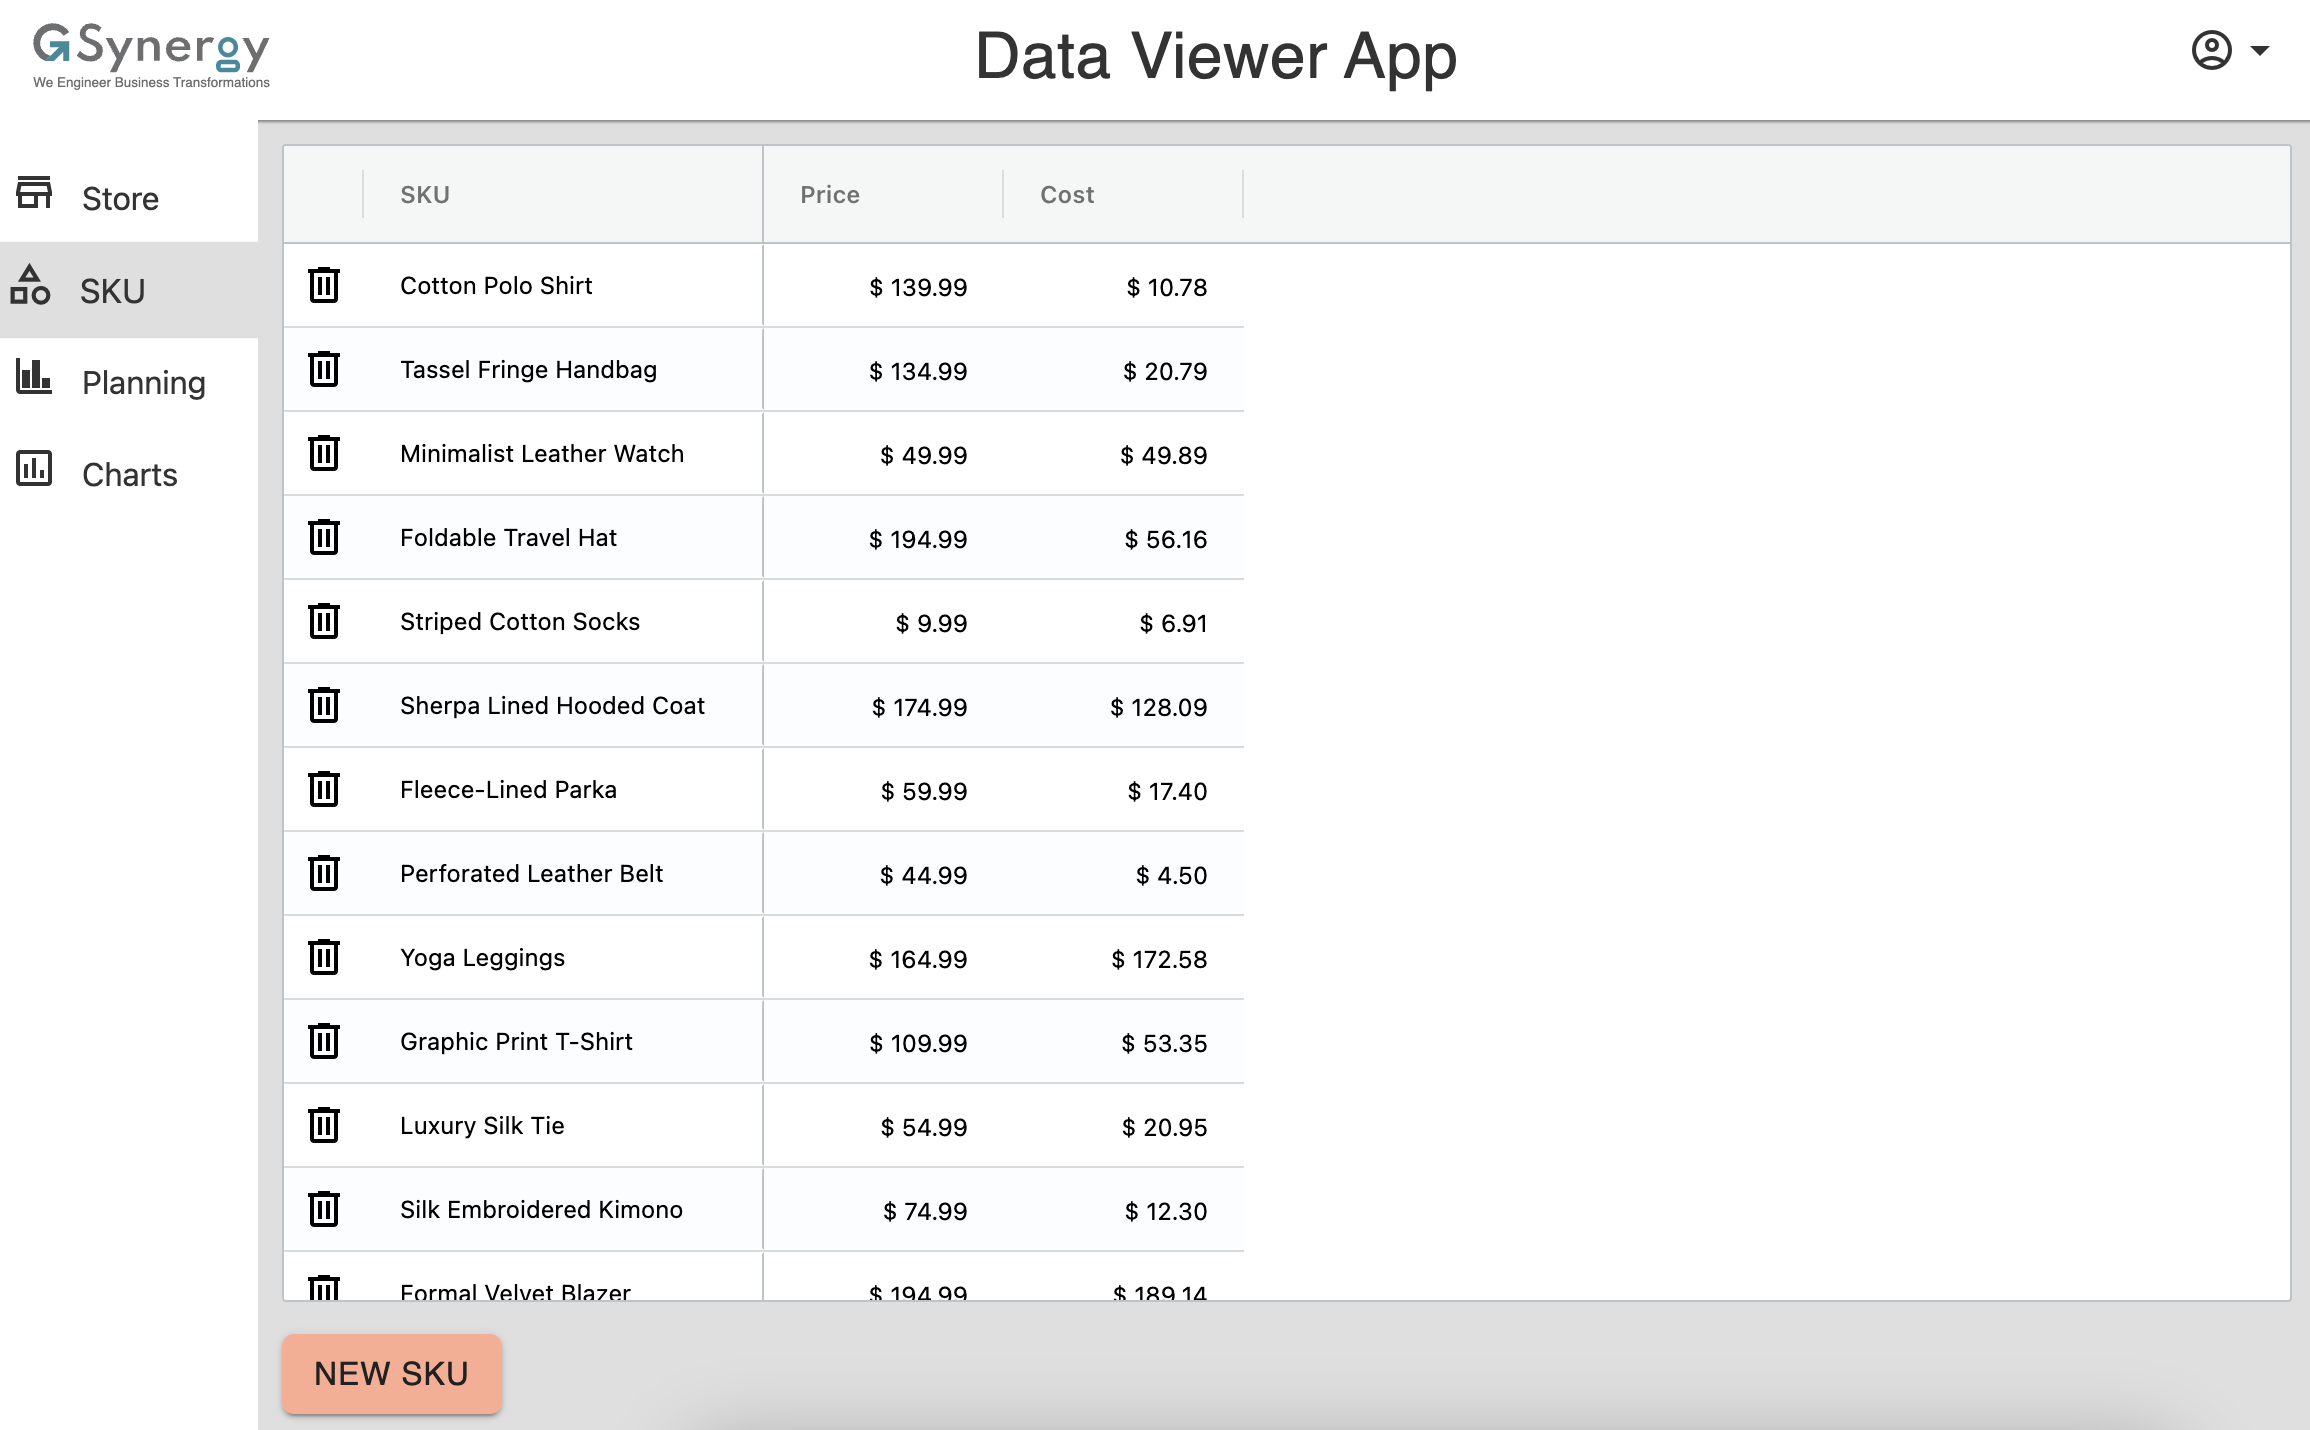 GSynergy
We Engineer Business Transformations
Data Viewer App
Store
SKU
Planning
Charts
SKU Price Cost
Cotton Polo Shirt $ 139.99 $ 10.78
Tassel Fringe Handbag $ 134.99 $ 20.79
Minimalist Leather Watch $ 49.99 $ 49.89
Foldable Travel Hat $ 194.99 $ 56.16
Striped Cotton Socks $ 9.99 $ 6.91
Sherpa Lined Hooded Coat $ 174.99 $ 128.09
Fleece-Lined Parka $ 59.99 $ 17.40
Perforated Leather Belt $ 44.99 $ 4.50
Yoga Leggings $ 164.99 $ 172.58
Graphic Print T-Shirt $ 109.99 $ 53.35
Luxury Silk Tie $ 54.99 $ 20.95
Silk Embroidered Kimono $ 74.99 $ 12.30
Formal Velvet Blazer $ 194.99 $ 189.14
NEW SKU